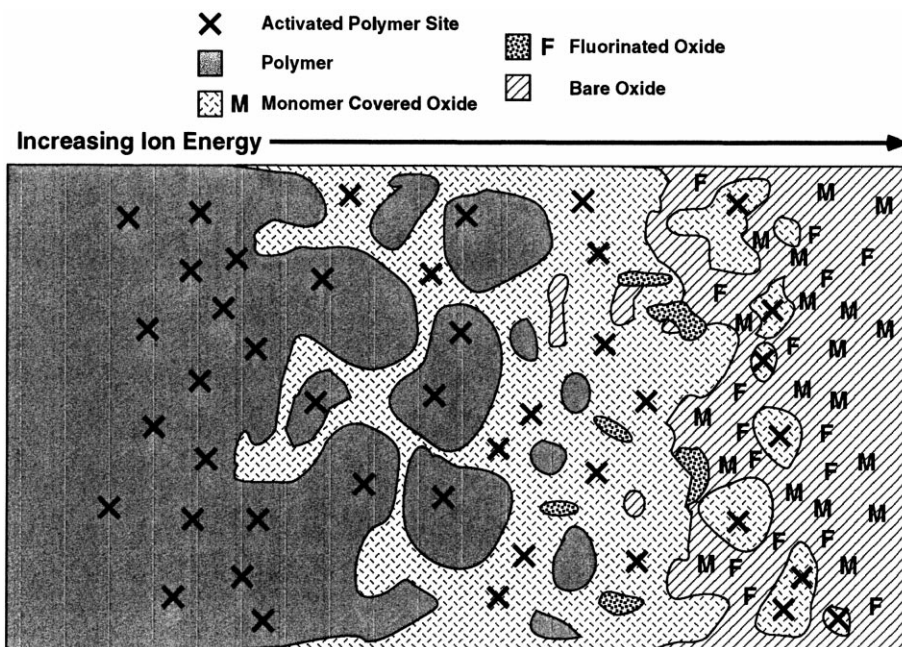 Activated Polymer Site
Polymer
M Monomer Covered Oxide
F Fluorinated Oxide
Bare Oxide
Increasing Ion Energy
F
M
M
F
M
M F
F
F
M
M
M
M
F
F M
M
M
F F
M F M
F
M
M
M
F F
M
F M
F
F